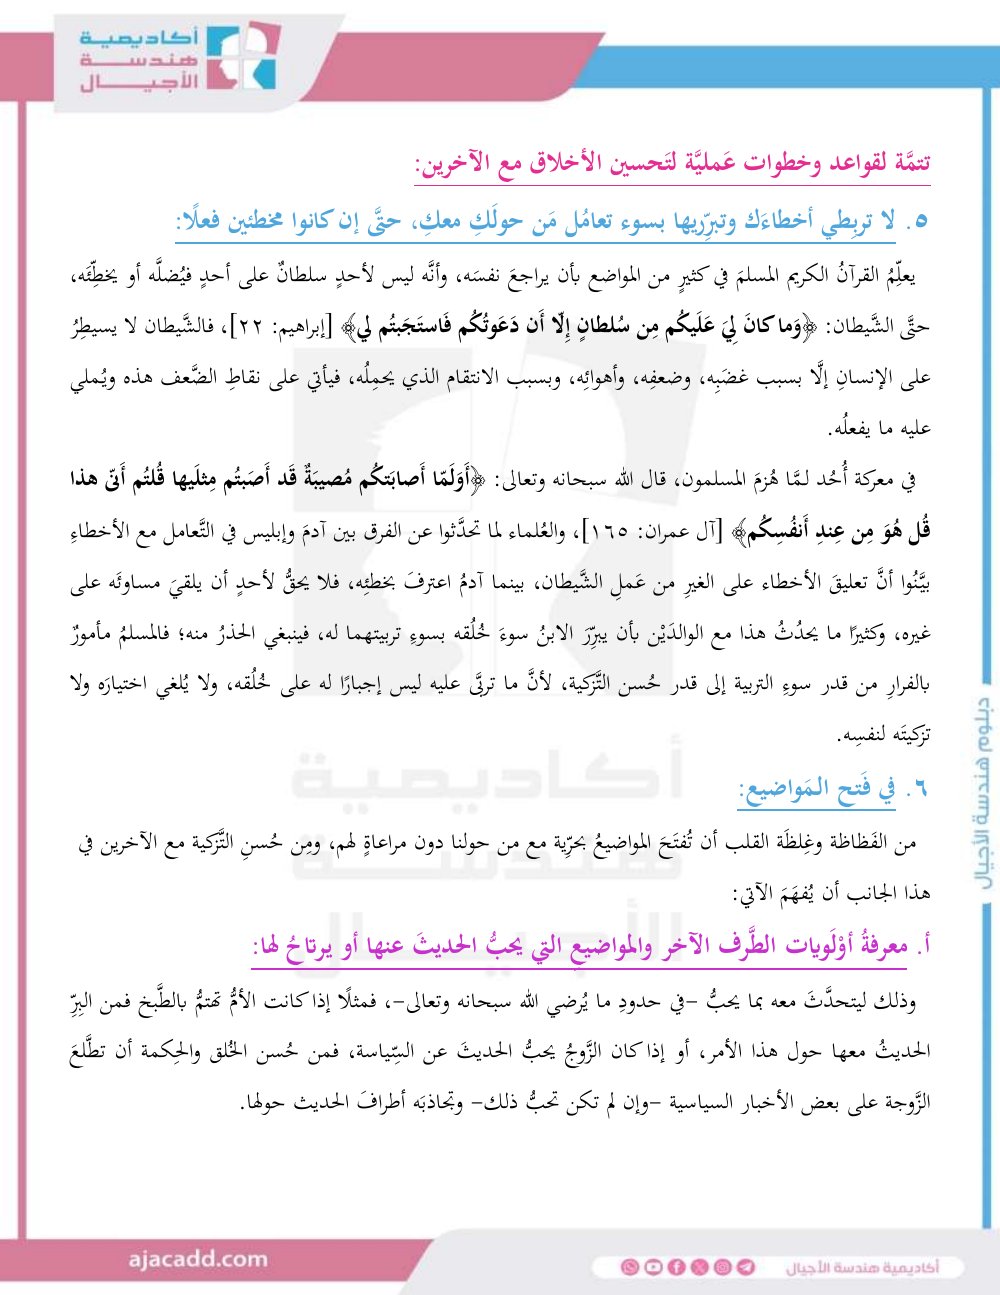 أكاديمية
هندسة
الأجيال
تتمَّة لقواعد وخطوات عَمليَّة لتَحسين الأخلاق مع الآخرين:
٥. لا تربِطي أخطاءَك وتبرِّريها بسوء تعامُل مَن حولَكِ معكِ، حتَّى إن كانوا مخطئين فعلًا:
يعلِّمُ القرآنُ الكريم المسلمَ في كثيرٍ من المواضع بأن يراجعَ نفسَه، وأنَّه ليس لأحدٍ سلطانٌ على أحدٍ فيُضلَّه أو يخطِّئَه،
حتَّى الشَّيطان: ﴿وَما كانَ لِيَ عَلَيكُم مِن سُلطانٍ إِلّا أَن دَعَوتُكُم فَاستَجَبتُم لي﴾ [إبراهيم: ٢٢]، فالشَّيطان لا يسيطِرُ
على الإنسانِ إلَّا بسبب غضَبِه، وضعفِه، وأهوائِه، وبسبب الانتقام الذي يحمِلُه، فيأتي على نقاطِ الضَّعف هذه ويُملي
عليه ما يفعلُه.
في معركة أُحُد لـمَّا هُزمَ المسلمون، قال الله سبحانه وتعالى: ﴿أَوَلَمّا أَصابَتكُم مُصيبَةٌ قَد أَصَبتُم مِثلَيها قُلتُم أَنّى هذا
قُل هُوَ مِن عِندِ أَنفُسِكُم﴾ [آل عمران: ١٦٥]، والعُلماء لما تحدَّثوا عن الفرق بين آدمَ وإبليس في التَّعامل مع الأخطاءِ
بيَّنُوا أنَّ تعليقَ الأخطاء على الغيرِ من عَملِ الشَّيطان، بينما آدمُ اعترفَ بخطئِه، فلا يحقُّ لأحدٍ أن يلقيَ مساوئَه على
غيره، وكثيرًا ما يحدُثُ هذا مع الوالدَيْن بأن يبرِّرَ الابنُ سوءَ خُلُقه بسوءِ تربيتهما له، فينبغي الحذرُ منه؛ فالمسلمُ مأمورٌ
بالفرارِ من قدر سوءِ التربية إلى قدر حُسن التَّزكية، لأنَّ ما تربَّى عليه ليس إجبارًا له على خُلُقه، ولا يُلغي اختيارَه ولا
تزكيتَه لنفسِه.
٦. في فَتح الـمَواضيع:
من الفَظاظة وغِلظَة القلب أن تُفتَحَ المواضيعُ بحرِّية مع من حولنا دون مراعاةٍ لهم، ومِن حُسنِ التَّزكية مع الآخرين في
هذا الجانب أن يُفهَمَ الآتي:
أ. معرفةُ أوْلَويات الطَّرف الآخر والمواضيعِ التي يحبُّ الحديثَ عنها أو يرتاحُ لها:
وذلك ليتحدَّثَ معه بما يحبُّ –في حدودِ ما يُرضي الله سبحانه وتعالى–، فمثلًا إذا كانت الأمُّ تهتمُّ بالطَّبخ فمن البِرِّ
الحديثُ معها حول هذا الأمر، أو إذا كان الزَّوجُ يحبُّ الحديثَ عن السِّياسة، فمن حُسن الخُلق والحِكمة أن تطَّلعَ
الزَّوجة على بعض الأخبار السياسية –وإن لم تكن تحبُّ ذلك– وتجاذبَه أطرافَ الحديث حولها.
دبلوم هندسة الأجيال
أكاديمية
هندسة
الأجيال
ajacadd.com
أكاديمية هندسة الأجيال